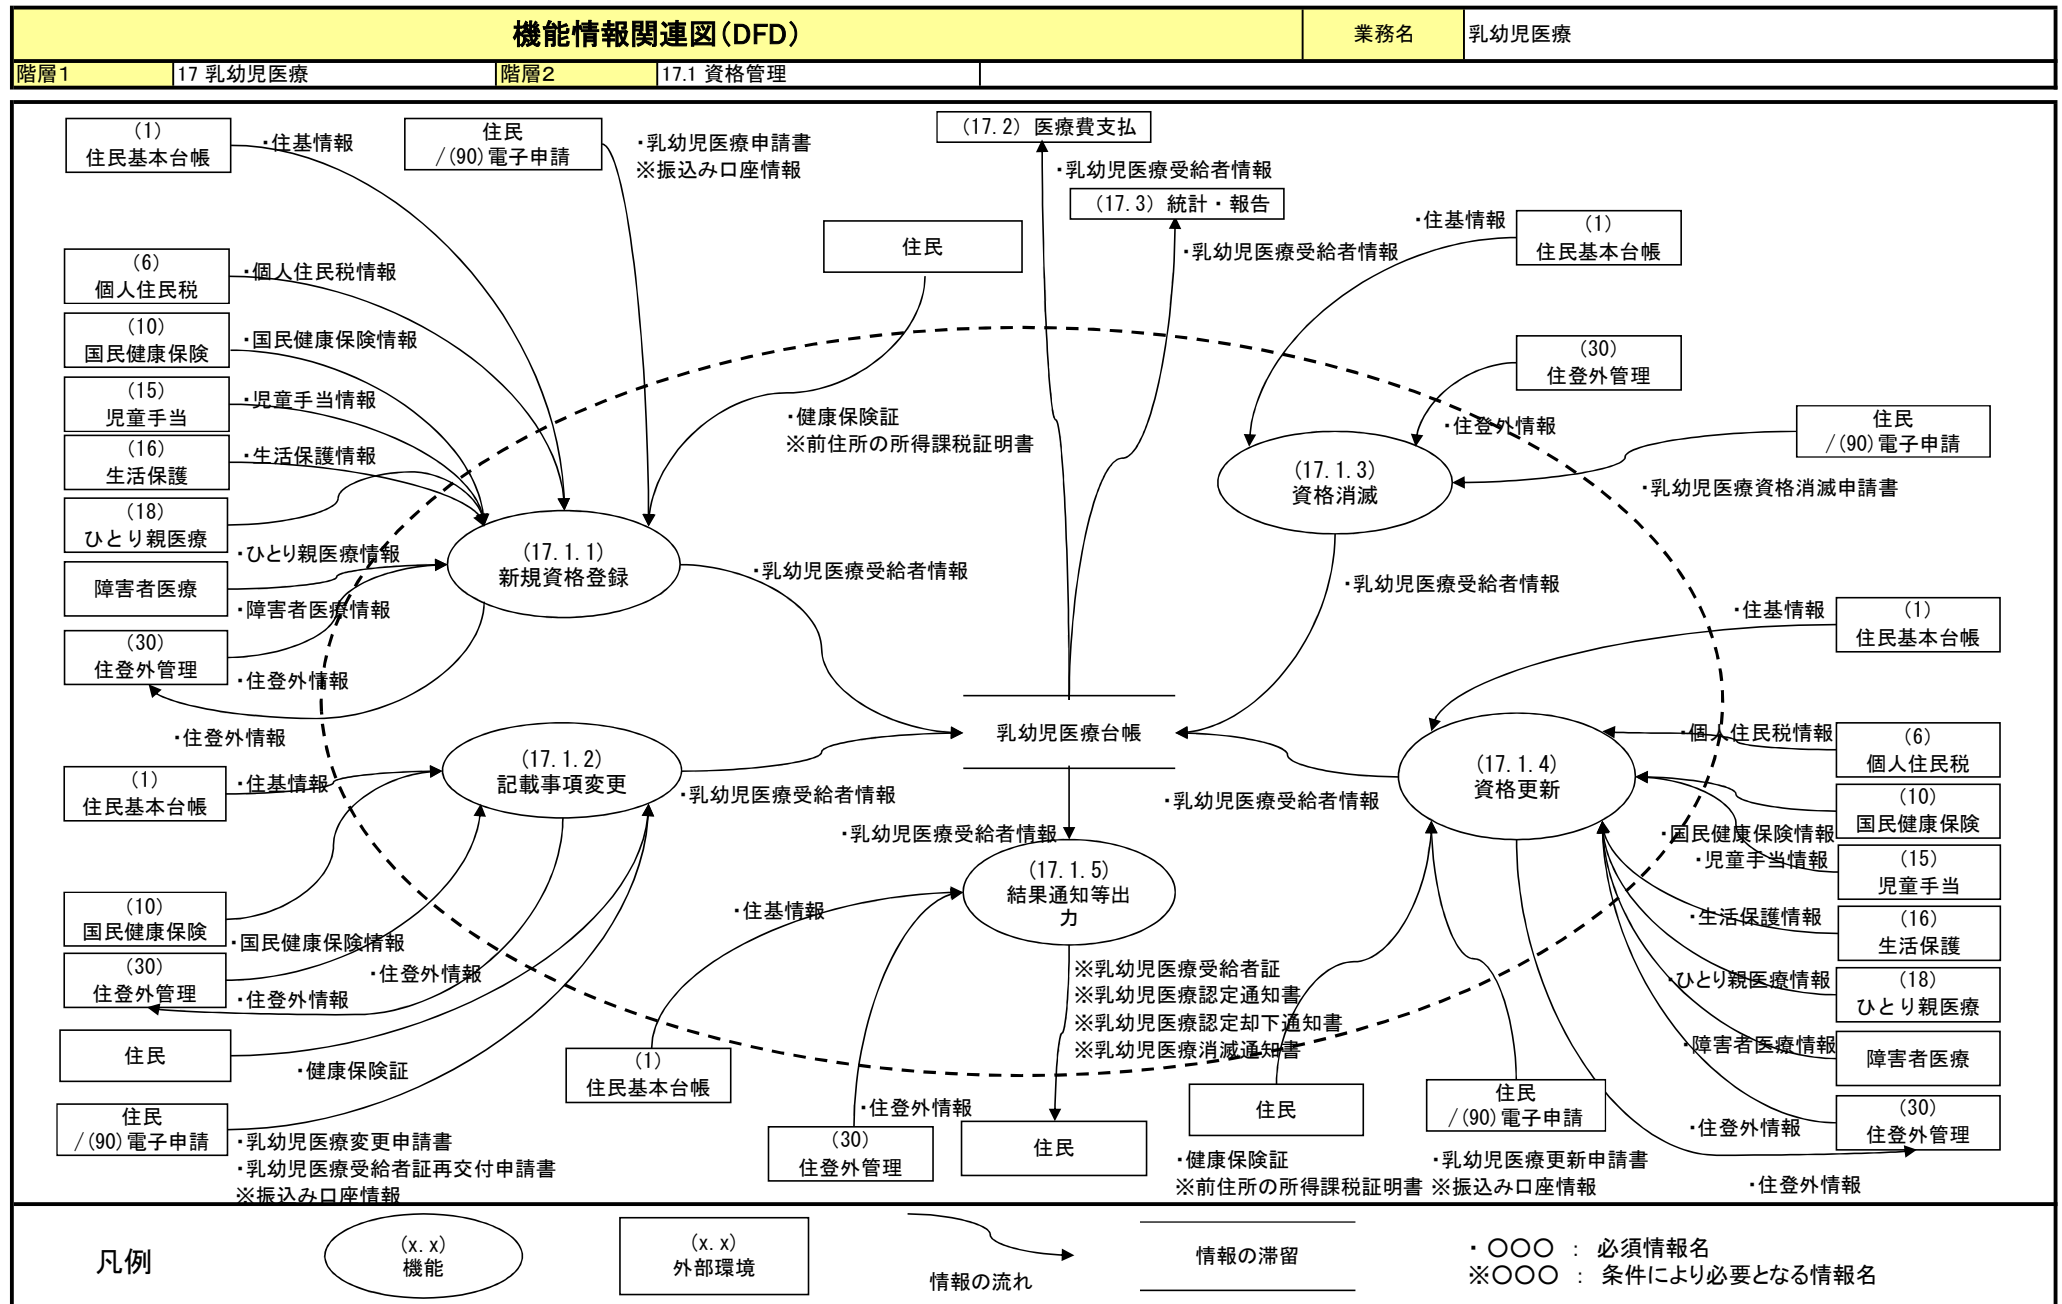 機能情報関連図(DFD)
業務名
乳幼児医療
階層1
17 乳幼児医療
階層2
17.1 資格管理
(1)
住民基本台帳
・住基情報
住民
/(90)電子申請
・乳幼児医療申請書
※振込み口座情報
(17.2) 医療費支払
・乳幼児医療受給者情報
(17.3) 統計・報告
・乳幼児医療受給者情報
・住基情報
(1)
住民基本台帳
住民
(6)
個人住民税
・個人住民税情報
(10)
国民健康保険
・国民健康保険情報
(15)
児童手当
・児童手当情報
(16)
生活保護
・生活保護情報
(18)
ひとり親医療
・ひとり親医療情報
障害者医療
・障害者医療情報
(30)
住登外管理
・住登外情報
・住登外情報
・健康保険証
※前住所の所得課税証明書
(30)
住登外管理
・住登外情報
住民
/(90)電子申請
・乳幼児医療資格消滅申請書
(17.1.3)
資格消滅
(17.1.1)
新規資格登録
・乳幼児医療受給者情報
・乳幼児医療受給者情報
・住基情報
(1)
住民基本台帳
乳幼児医療台帳
(17.1.2)
記載事項変更
・乳幼児医療受給者情報
(17.1.4)
資格更新
・乳幼児医療受給者情報
・個人住民税情報
(6)
個人住民税
(10)
国民健康保険
・国民健康保険情報
・児童手当情報
(15)
児童手当
・生活保護情報
(16)
生活保護
・ひとり親医療情報
(18)
ひとり親医療
・障害者医療情報
障害者医療
・住登外情報
(30)
住登外管理
・住登外情報
(1)
住民基本台帳
・住基情報
(10)
国民健康保険
・国民健康保険情報
(30)
住登外管理
・住登外情報
・住登外情報
住民
・健康保険証
住民
/(90)電子申請
・乳幼児医療変更申請書
・乳幼児医療受給者証再交付申請書
※振込み口座情報
・乳幼児医療受給者情報
(17.1.5)
結果通知等出
力
・住基情報
(1)
住民基本台帳
・住登外情報
(30)
住登外管理
※乳幼児医療受給者証
※乳幼児医療認定通知書
※乳幼児医療認定却下通知書
※乳幼児医療消滅通知書
住民
住民
・健康保険証
※前住所の所得課税証明書
住民
/(90)電子申請
・乳幼児医療更新申請書
※振込み口座情報
凡例
(x.x)
機能
(x.x)
外部環境
情報の流れ
情報の滞留
・ 〇〇〇 : 必須情報名
※〇〇〇 : 条件により必要となる情報名